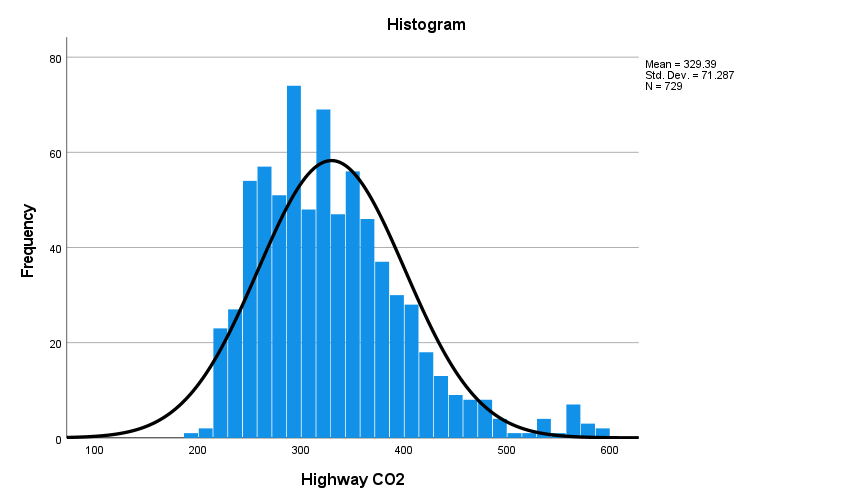 Histogram
Mean = 329.39
Std. Dev. = 71.287
N = 729
Frequency
80
60
40
20
0
100 200 300 400 500 600
Highway CO2